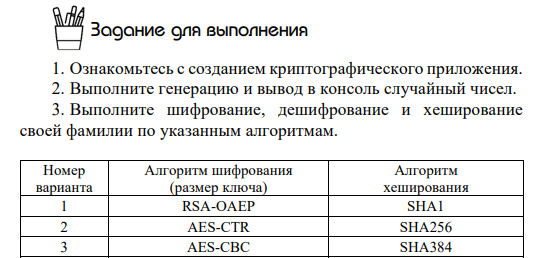 Задание для выполнения
1. Ознакомьтесь с созданием криптографического приложения.
2. Выполните генерацию и вывод в консоль случайный чисел.
3. Выполните шифрование, дешифрование и хеширование
своей фамилии по указанным алгоритмам.
Номер варианта Алгоритм шифрования (размер ключа) Алгоритм хеширования
1 RSA-OAEP SHA1
2 AES-CTR SHA256
3 AES-CBC SHA384